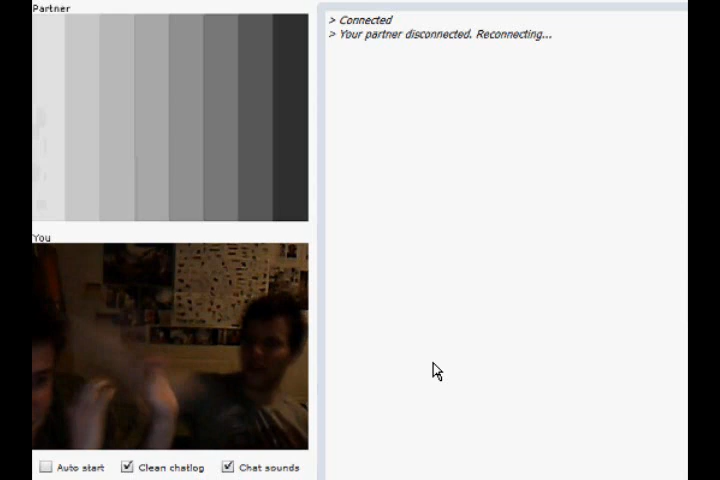 Partner
> Connected
> Your partner disconnected. Reconnecting...
You
Auto start
Clean chatlog
Chat sounds